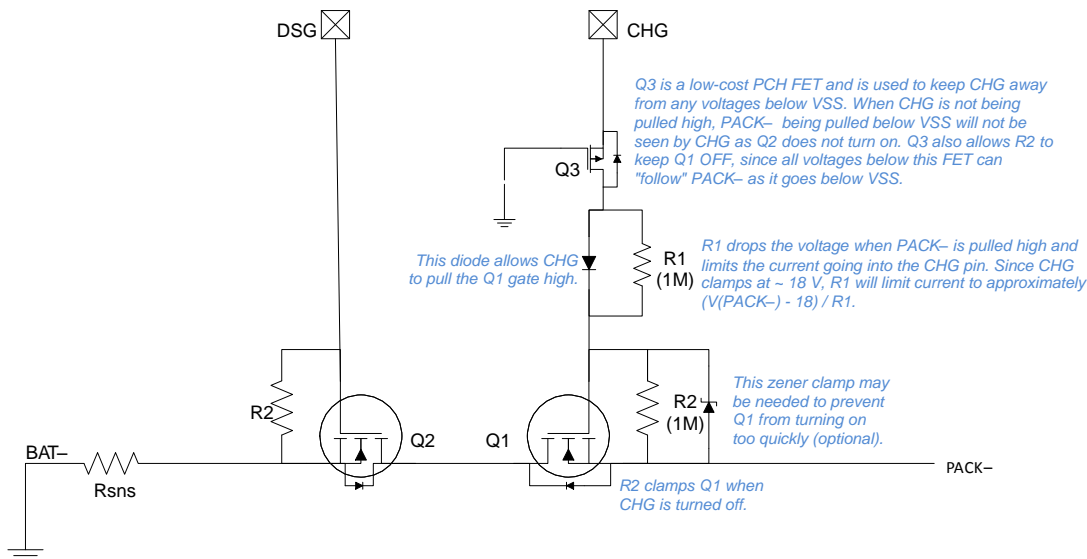 DSG
CHG
Q3 is a low-cost PCH FET and is used to keep CHG away
from any voltages below VSS. When CHG is not being
pulled high, PACK– being pulled below VSS will not be
seen by CHG as Q2 does not turn on. Q3 also allows R2 to
keep Q1 OFF, since all voltages below this FET can
"follow" PACK– as it goes below VSS.
Q3
This diode allows CHG
to pull the Q1 gate high.
R1
(1M)
R1 drops the voltage when PACK– is pulled high and
limits the current going into the CHG pin. Since CHG
clamps at ~ 18 V, R1 will limit current to approximately
(V(PACK–) - 18) / R1.
R2
Q2
Q1
R2
(1M)
This zener clamp may
be needed to prevent
Q1 from turning on
too quickly (optional).
BAT–
Rsns
R2 clamps Q1 when
CHG is turned off.
PACK–